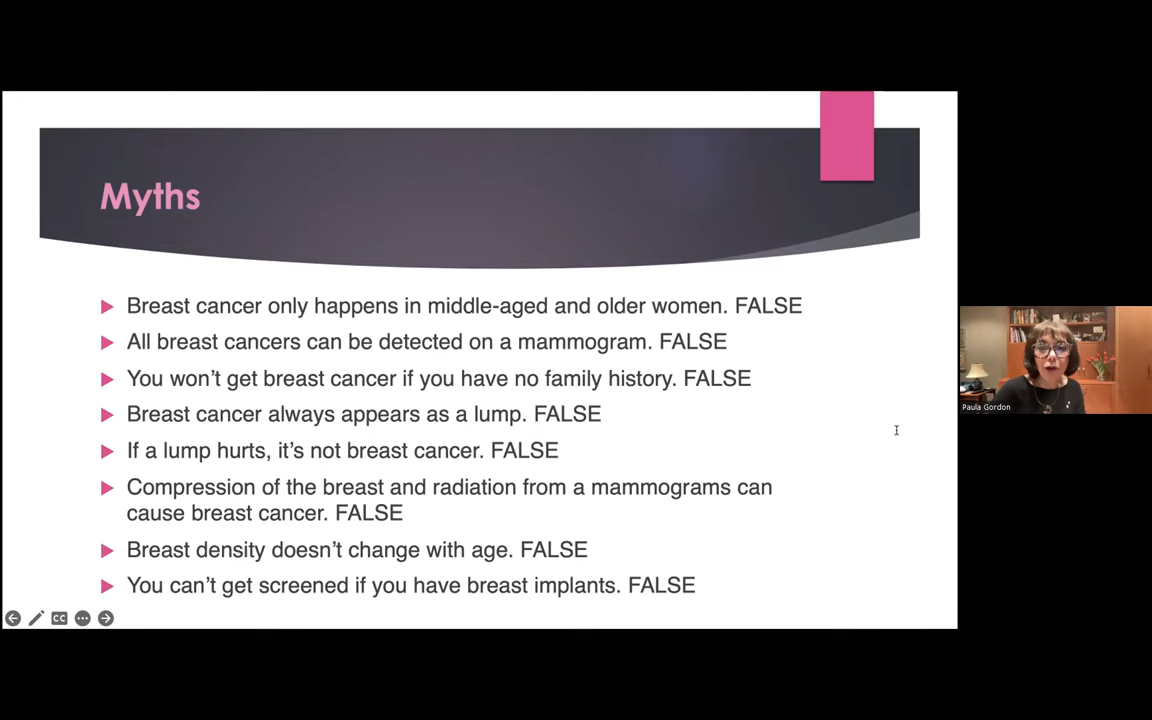 Myths
Breast cancer only happens in middle-aged and older women. FALSE
All breast cancers can be detected on a mammogram. FALSE
You won’t get breast cancer if you have no family history. FALSE
Breast cancer always appears as a lump. FALSE
If a lump hurts, it’s not breast cancer. FALSE
Compression of the breast and radiation from a mammograms can
cause breast cancer. FALSE
Breast density doesn’t change with age. FALSE
You can’t get screened if you have breast implants. FALSE
CC
Paula Gordon